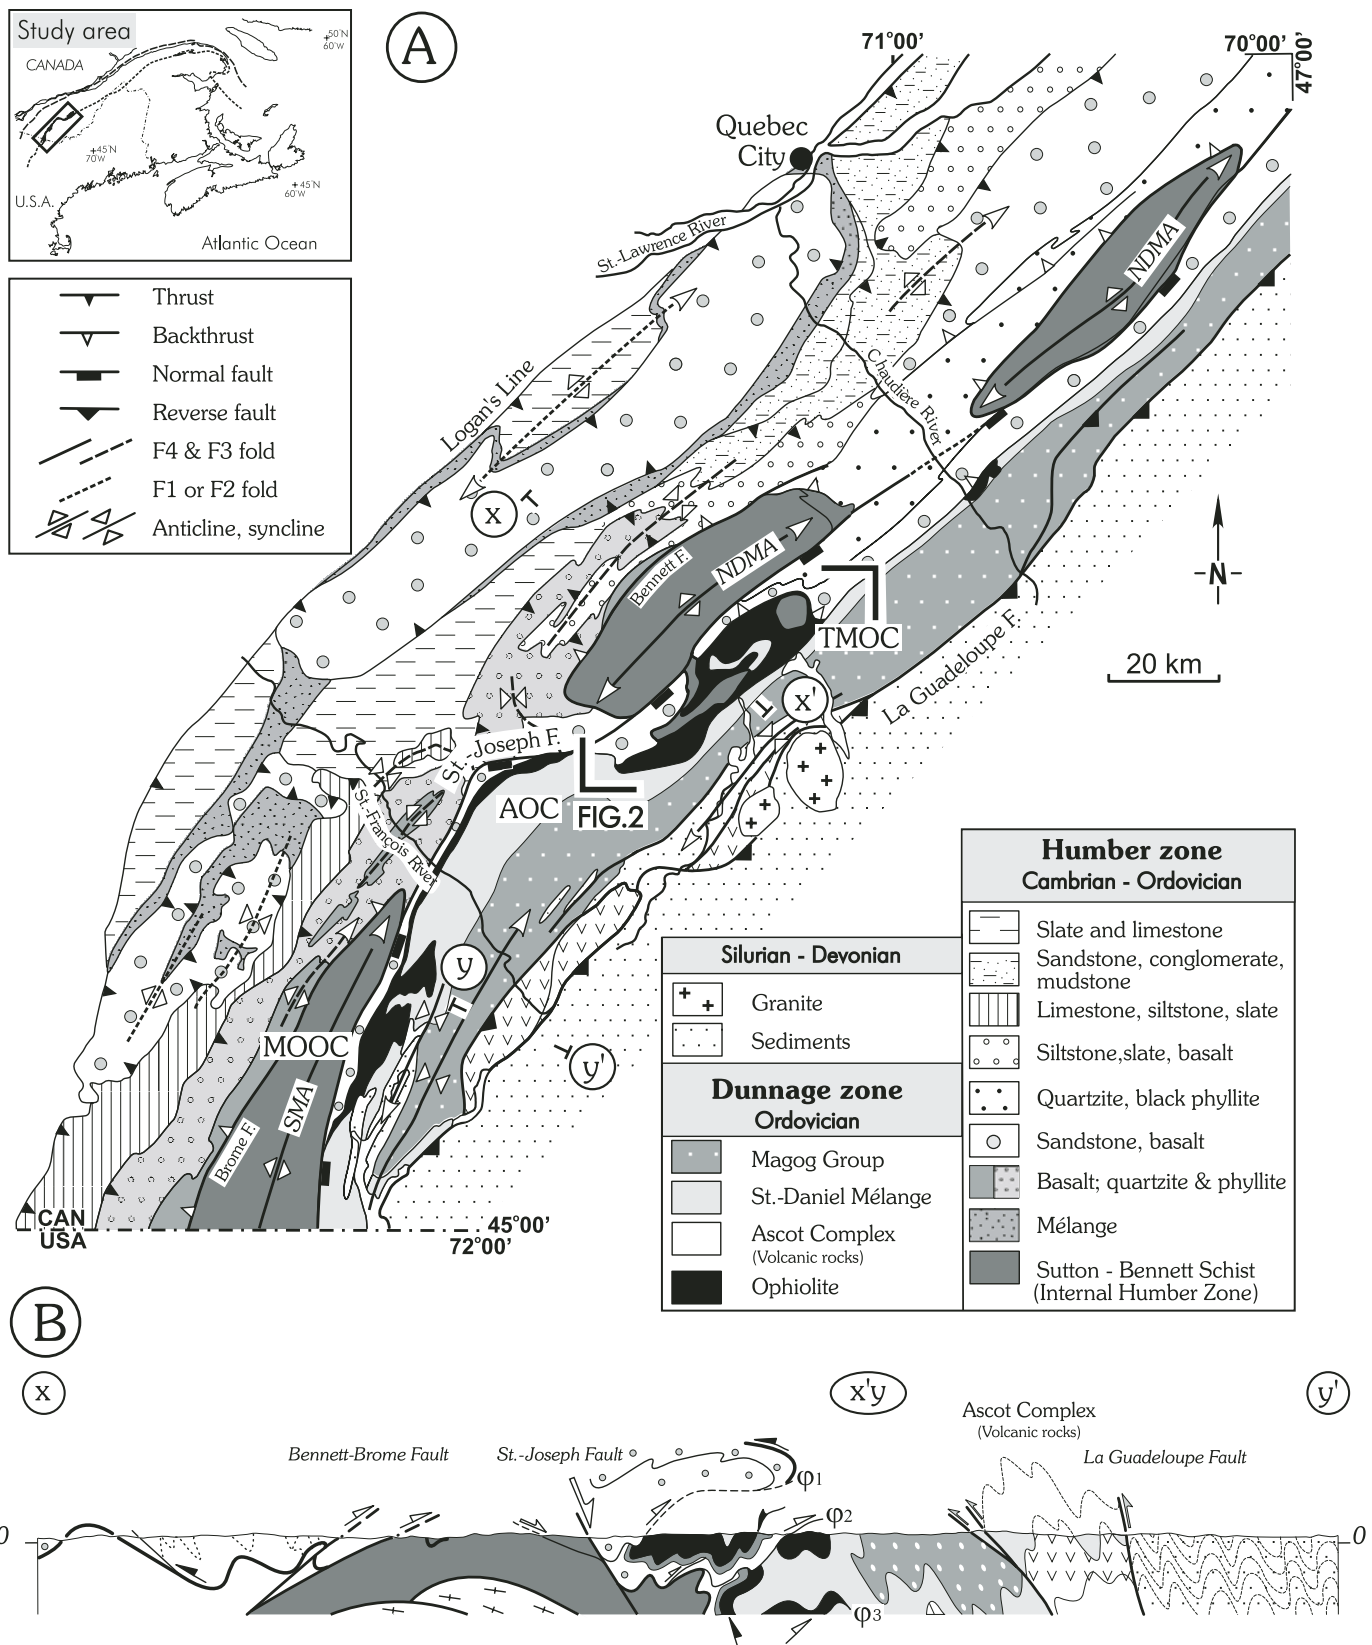 Study area
CANADA
50°N
60°W
45°N
70°W
45°N
60°W
U.S.A.
Atlantic Ocean
A
71°00'
70°00'
47°00'
Quebec
City
St-Lawrence River
Thrust
Backthrust
Normal fault
Reverse fault
F4 & F3 fold
F1 or F2 fold
Anticline, syncline
Logan's Line
Chaudière River
NDMA
x
Bennett F.
NDMA
N
TMOC
20 km
x'
La Guadeloupe F.
St.-Joseph F.
AOC
FIG.2
St.-François River
y
y'
MOOC
SMA
Brome F.
CAN
USA
45°00'
72°00'
Silurian - Devonian
Granite
Sediments
Dunnage zone
Ordovician
Magog Group
St.-Daniel Mélange
Ascot Complex
(Volcanic rocks)
Ophiolite
Humber zone
Cambrian - Ordovician
Slate and limestone
Sandstone, conglomerate,
mudstone
Limestone, siltstone, slate
Siltstone,slate, basalt
Quartzite, black phyllite
Sandstone, basalt
Basalt; quartzite & phyllite
Mélange
Sutton - Bennett Schist
(Internal Humber Zone)
B
x
x'y
y'
Bennett-Brome Fault
St.-Joseph Fault
Ascot Complex
(Volcanic rocks)
La Guadeloupe Fault
φ1
φ2
φ3
0
0